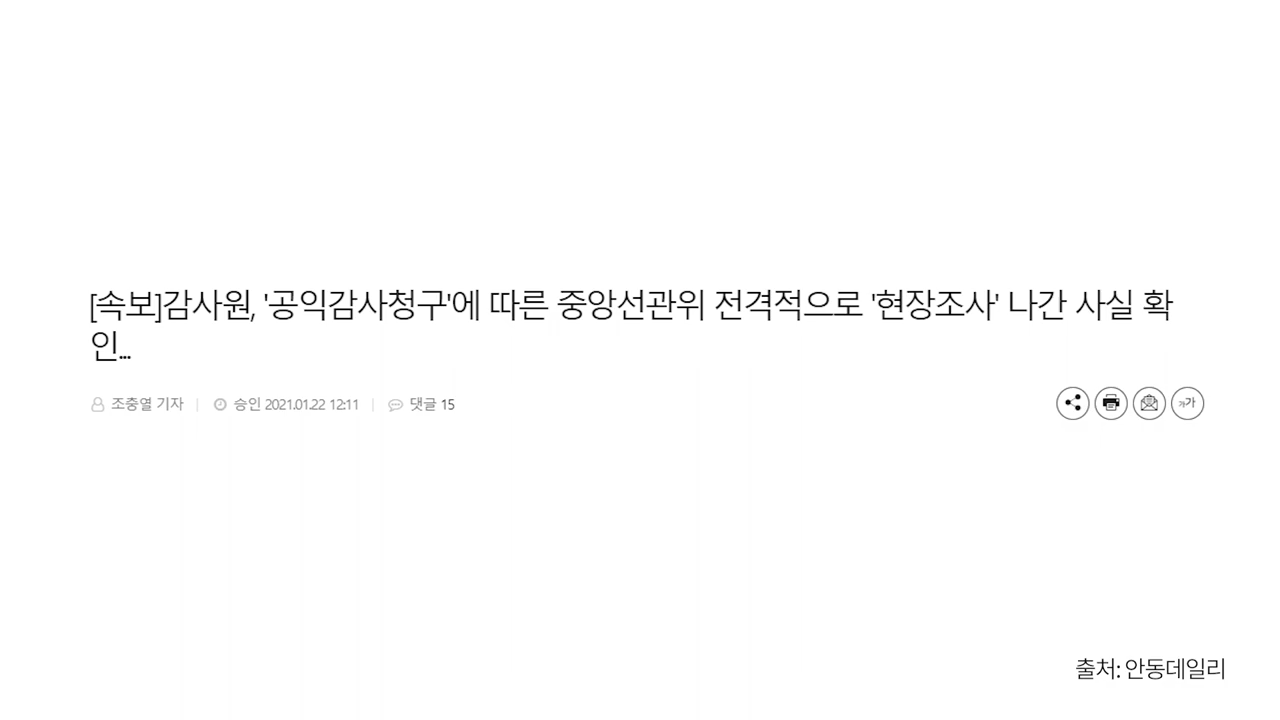 [속보]감사원, '공익감사청구'에 따른 중앙선관위 전격적으로 '현장조사' 나간 사실 확
인...
조충열 기자 | 승인 2021.01.22 12:11 | 댓글 15
가가
출처: 안동데일리